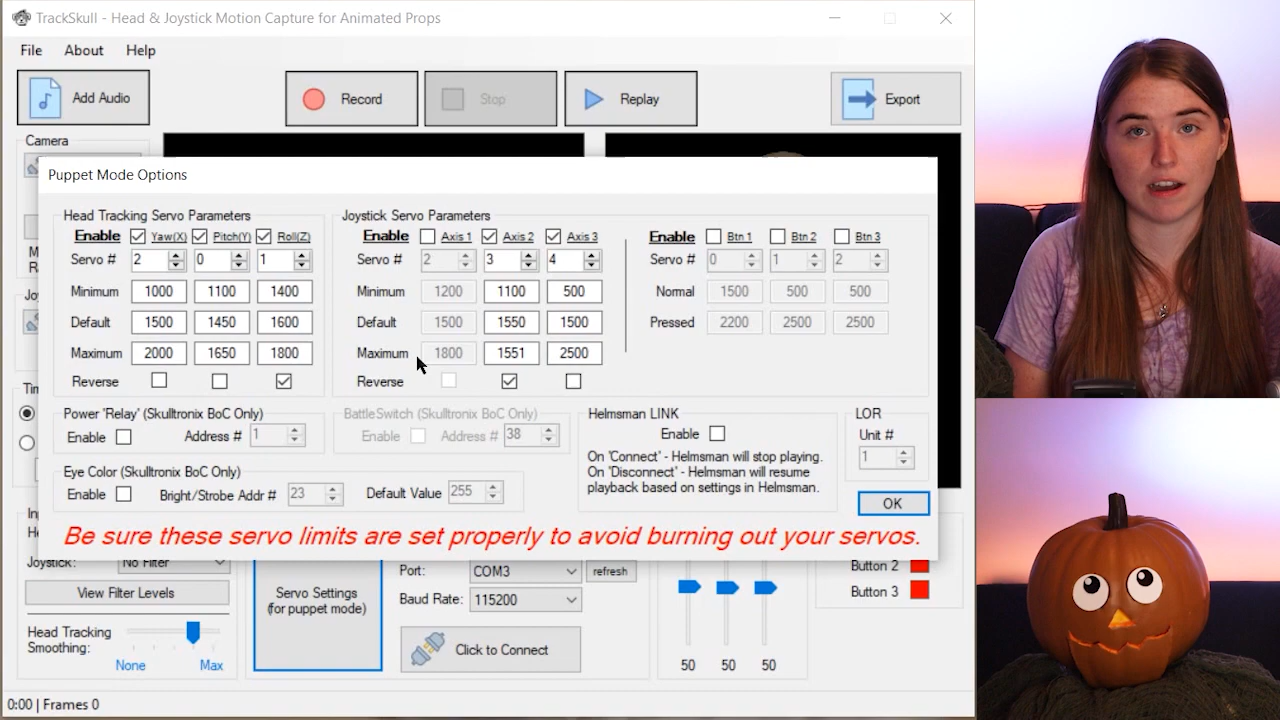 TrackSkull - Head & Joystick Motion Capture for Animated Props
File About Help
Add Audio Record Stop Replay Export
Camera
Puppet Mode Options
Head Tracking Servo Parameters
Enable Yaw(X) Pitch(Y) Roll(Z)
Servo # 2 0 1
Minimum 1000 1100 1400
Default 1500 1450 1600
Maximum 2000 1650 1800
Reverse
Joystick Servo Parameters
Enable Axis 1 Axis 2 Axis 3
Servo # 2 3 4
Minimum 1200 1100 500
Default 1500 1550 1500
Maximum 1800 1551 2500
Reverse
Enable Btn 1 Btn 2 Btn 3
Servo # 0 1 2
Normal 1500 500 500
Pressed 2200 2500 2500
Power 'Relay' (Skulltronix BoC Only)
Enable Address # 1
BattleSwitch (Skulltronix BoC Only)
Enable Address # 38
Helmsman LINK
Enable
On 'Connect' - Helmsman will stop playing.
On 'Disconnect' - Helmsman will resume
playback based on settings in Helmsman.
LOR
Unit #
1
Eye Color (Skulltronix BoC Only)
Enable Bright/Strobe Addr # 23 Default Value 255
OK
Be sure these servo limits are set properly to avoid burning out your servos.
Joystick: No Filter
View Filter Levels
Head Tracking
Smoothing:
None Max
Servo Settings
(for puppet mode)
Port: COM3 refresh
Baud Rate: 115200
Click to Connect
50 50 50
Button 2
Button 3
0:00 | Frames 0